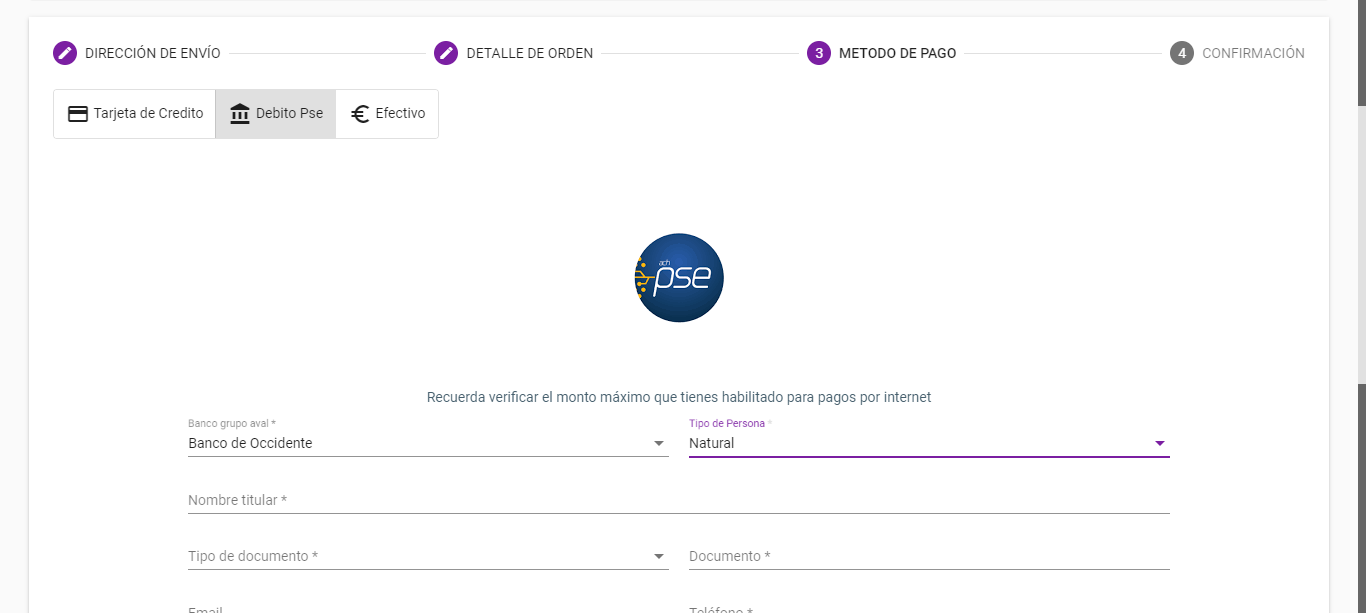 DIRECCIÓN DE ENVÍO
DETALLE DE ORDEN
3 METODO DE PAGO
4 CONFIRMACIÓN
Tarjeta de Credito
Debito Pse
Efectivo
ach
pse
Recuerda verificar el monto máximo que tienes habilitado para pagos por internet
Banco grupo aval *
Tipo de Persona *
Banco de Occidente
Natural
Nombre titular *
Tipo de documento *
Documento *
Email
Teléfono *